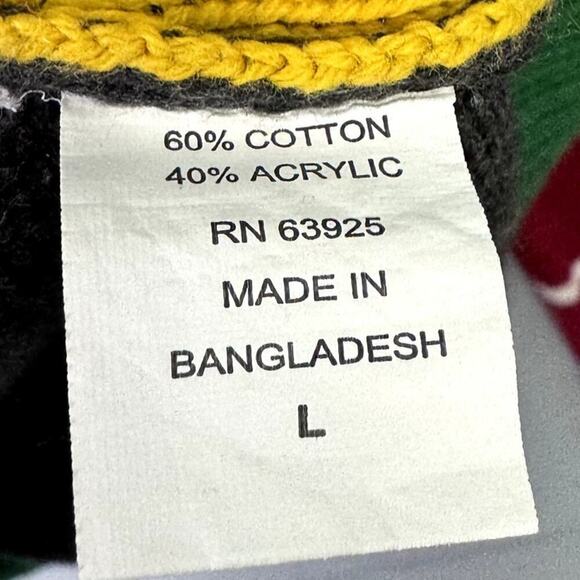 60% COTTON
40% ACRYLIC
RN 63925
MADE IN
BANGLADESH
L